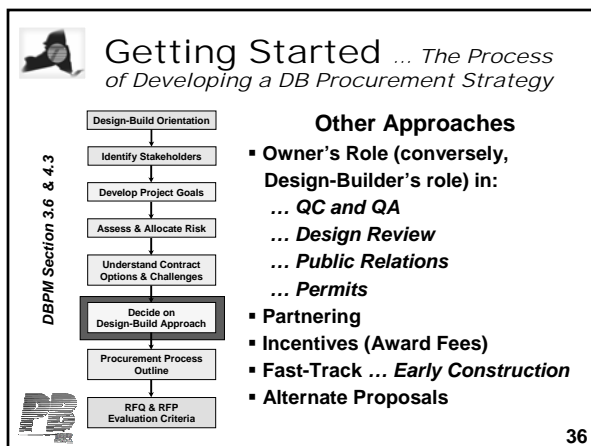 Getting Started ... The Process
of Developing a DB Procurement Strategy
DBPM Section 3.6 & 4.3
Design-Build Orientation
Identify Stakeholders
Develop Project Goals
Assess & Allocate Risk
Understand Contract
Options & Challenges
Decide on
Design-Build Approach
Procurement Process
Outline
RFQ & RFP
Evaluation Criteria
Other Approaches
▪ Owner's Role (conversely,
Design-Builder's role) in:
... QC and QA
... Design Review
... Public Relations
... Permits
▪ Partnering
▪ Incentives (Award Fees)
▪ Fast-Track ... Early Construction
▪ Alternate Proposals
PB
36